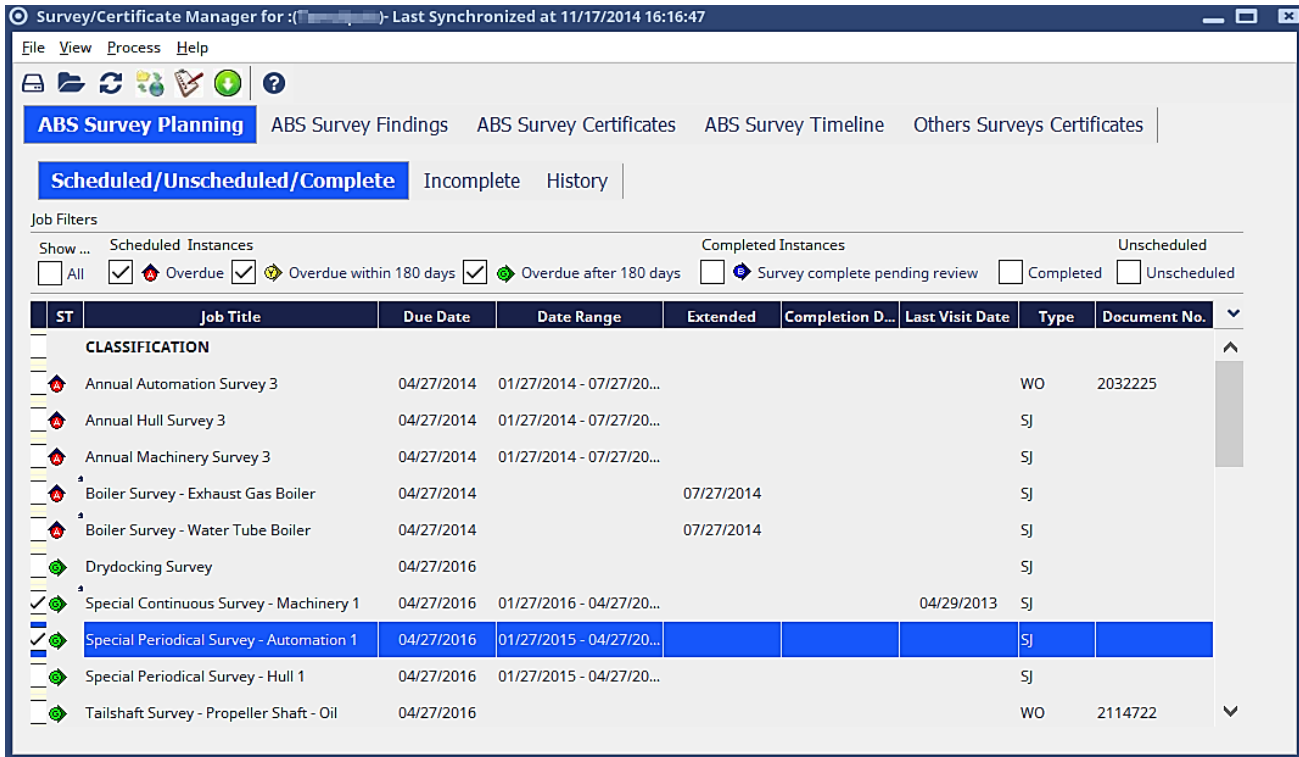 Survey/Certificate Manager for :( )- Last Synchronized at 11/17/2014 16:16:47
File View Process Help
ABS Survey Planning ABS Survey Findings ABS Survey Certificates ABS Survey Timeline Others Surveys Certificates
Scheduled/Unscheduled/Complete Incomplete History
Job Filters
Show ... Scheduled Instances Completed Instances Unscheduled
All A Overdue Y Overdue within 180 days G Overdue after 180 days B Survey complete pending review Completed Unscheduled
ST Job Title Due Date Date Range Extended Completion D... Last Visit Date Type Document No.
CLASSIFICATION
A Annual Automation Survey 3 04/27/2014 01/27/2014 - 07/27/20... WO 2032225
A Annual Hull Survey 3 04/27/2014 01/27/2014 - 07/27/20... SJ
A Annual Machinery Survey 3 04/27/2014 01/27/2014 - 07/27/20... SJ
A Boiler Survey - Exhaust Gas Boiler 04/27/2014 07/27/2014 SJ
A Boiler Survey - Water Tube Boiler 04/27/2014 07/27/2014 SJ
G Drydocking Survey 04/27/2016 SJ
G Special Continuous Survey - Machinery 1 04/27/2016 01/27/2016 - 04/27/20... 04/29/2013 SJ
G Special Periodical Survey - Automation 1 04/27/2016 01/27/2015 - 04/27/20... SJ
G Special Periodical Survey - Hull 1 04/27/2016 01/27/2015 - 04/27/20... SJ
G Tailshaft Survey - Propeller Shaft - Oil 04/27/2016 WO 2114722